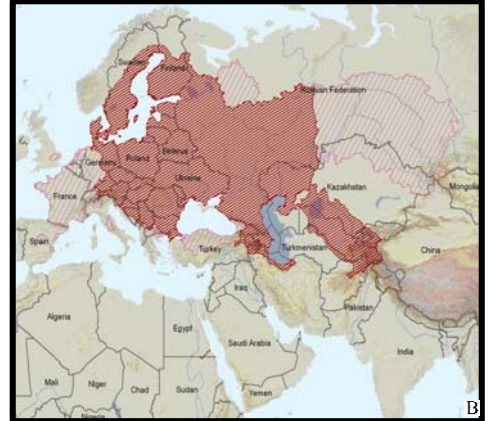 Sweden
Finland
Russian Federation
Germany
Poland
Belarus
Ukraine
France
Kazakhstan
Mongolia
Spain
Turkey
Turkmenistan
China
Iraq
Pakistan
Algeria
Egypt
Saudi Arabia
India
Mali
Niger
Chad
Sudan
Yemen
Nigeria
B